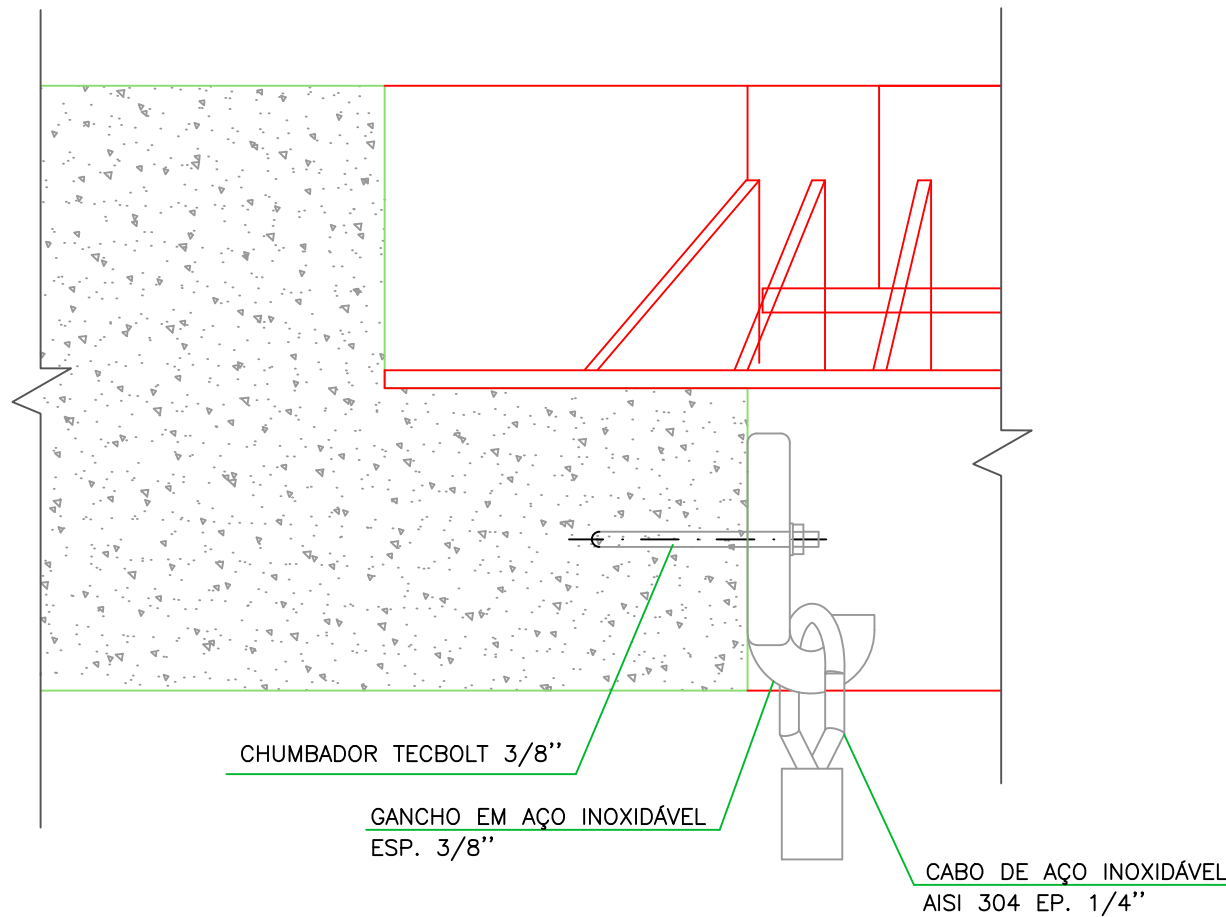 CHUMBADOR TECBOLT 3/8''
GANCHO EM AÇO INOXIDÁVEL
ESP. 3/8''
CABO DE AÇO INOXIDÁVEL
AISI 304 EP. 1/4''